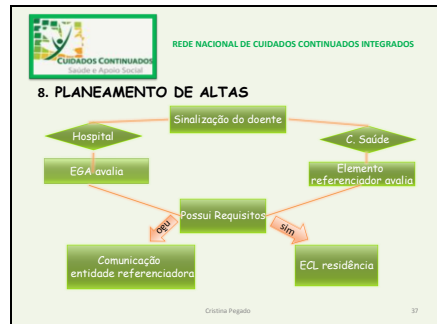 REDE NACIONAL DE CUIDADOS CONTINUADOS INTEGRADOS
CUIDADOS CONTINUADOS
Saúde e Apoio Social
8. PLANEAMENTO DE ALTAS
Sinalização do doente
Hospital
C. Saúde
EGA avalia
Elemento
referenciador avalia
Possui Requisitos
não
sim
Comunicação
entidade referenciadora
ECL residência
Cristina Pegado
37